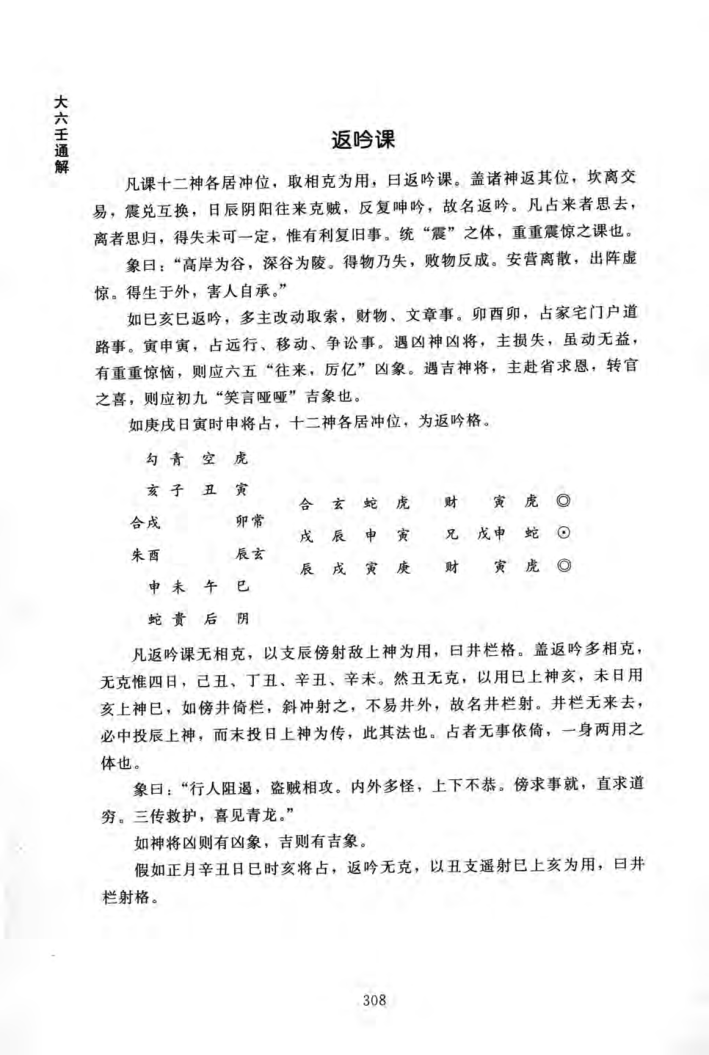 大六壬通解
返吟课
凡课十二神各居冲位，取相克为用，曰返吟课。盖诸神返其位，坎离交
易，震兑互换，日辰阴阳往来克贼，反复呻吟，故名返吟。凡占来者思去，
离者思归，得失未可一定，惟有利复旧事。统“震”之体，重重震惊之课也。
象曰：“高岸为谷，深谷为陵。得物乃失，败物反成。安营离散，出阵虚
惊。得生于外，害人自承。”
如巳亥巳返吟，多主改动取索，财物、文章事。卯酉卯，占家宅门户道
路事。寅申寅，占远行、移动、争讼事。遇凶神凶将，主损失，虽动无益，
有重重惊恼，则应六五“往来，厉亿”凶象。遇吉神将，主赴省求恩，转官
之喜，则应初九“笑言哑哑”吉象也。
如庚戌日寅时申将占，十二神各居冲位，为返吟格。
勾 青 空 虎
亥 子 丑 寅
合戌 卯常
朱酉 辰玄
申 未 午 巳
蛇 贵 后 阴
合 玄 蛇 虎 财 寅 虎 ◎
戌 辰 申 寅 兄 戊申 蛇 ⊙
辰 戌 寅 庚 财 寅 虎 ◎
凡返吟课无相克，以支辰傍射敌上神为用，曰井栏格。盖返吟多相克，
无克惟四日，己丑、丁丑、辛丑、辛未。然丑无克，以用巳上神亥，未日用
亥上神巳，如傍井倚栏，斜冲射之，不易井外，故名井栏射。井栏无来去，
必中投辰上神，而末投日上神为传，此其法也。占者无事依倚，一身两用之
体也。
象曰：“行人阻遏，盗贼相攻。内外多怪，上下不恭。傍求事就，直求道
穷。三传救护，喜见青龙。”
如神将凶则有凶象，吉则有吉象。
假如正月辛丑日巳时亥将占，返吟无克，以丑支遥射巳上亥为用，曰井
栏射格。
308